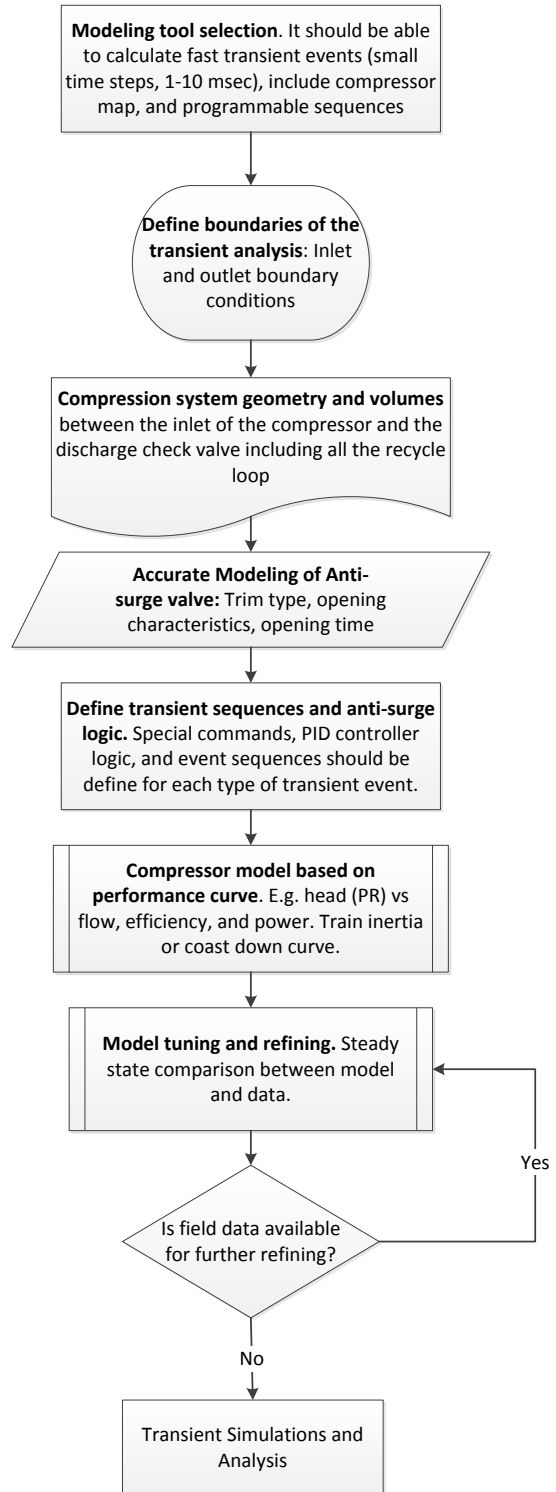 Modeling tool selection. It should be able
to calculate fast transient events (small
time steps, 1-10 msec), include compressor
map, and programmable sequences
Define boundaries of the
transient analysis: Inlet
and outlet boundary
conditions
Compression system geometry and volumes
between the inlet of the compressor and the
discharge check valve including all the recycle
loop
Accurate Modeling of Anti-
surge valve: Trim type, opening
characteristics, opening time
Define transient sequences and anti-surge
logic. Special commands, PID controller
logic, and event sequences should be
define for each type of transient event.
Compressor model based on
performance curve. E.g. head (PR) vs
flow, efficiency, and power. Train inertia
or coast down curve.
Model tuning and refining. Steady
state comparison between model
and data.
Yes
Is field data available
for further refining?
No
Transient Simulations and
Analysis